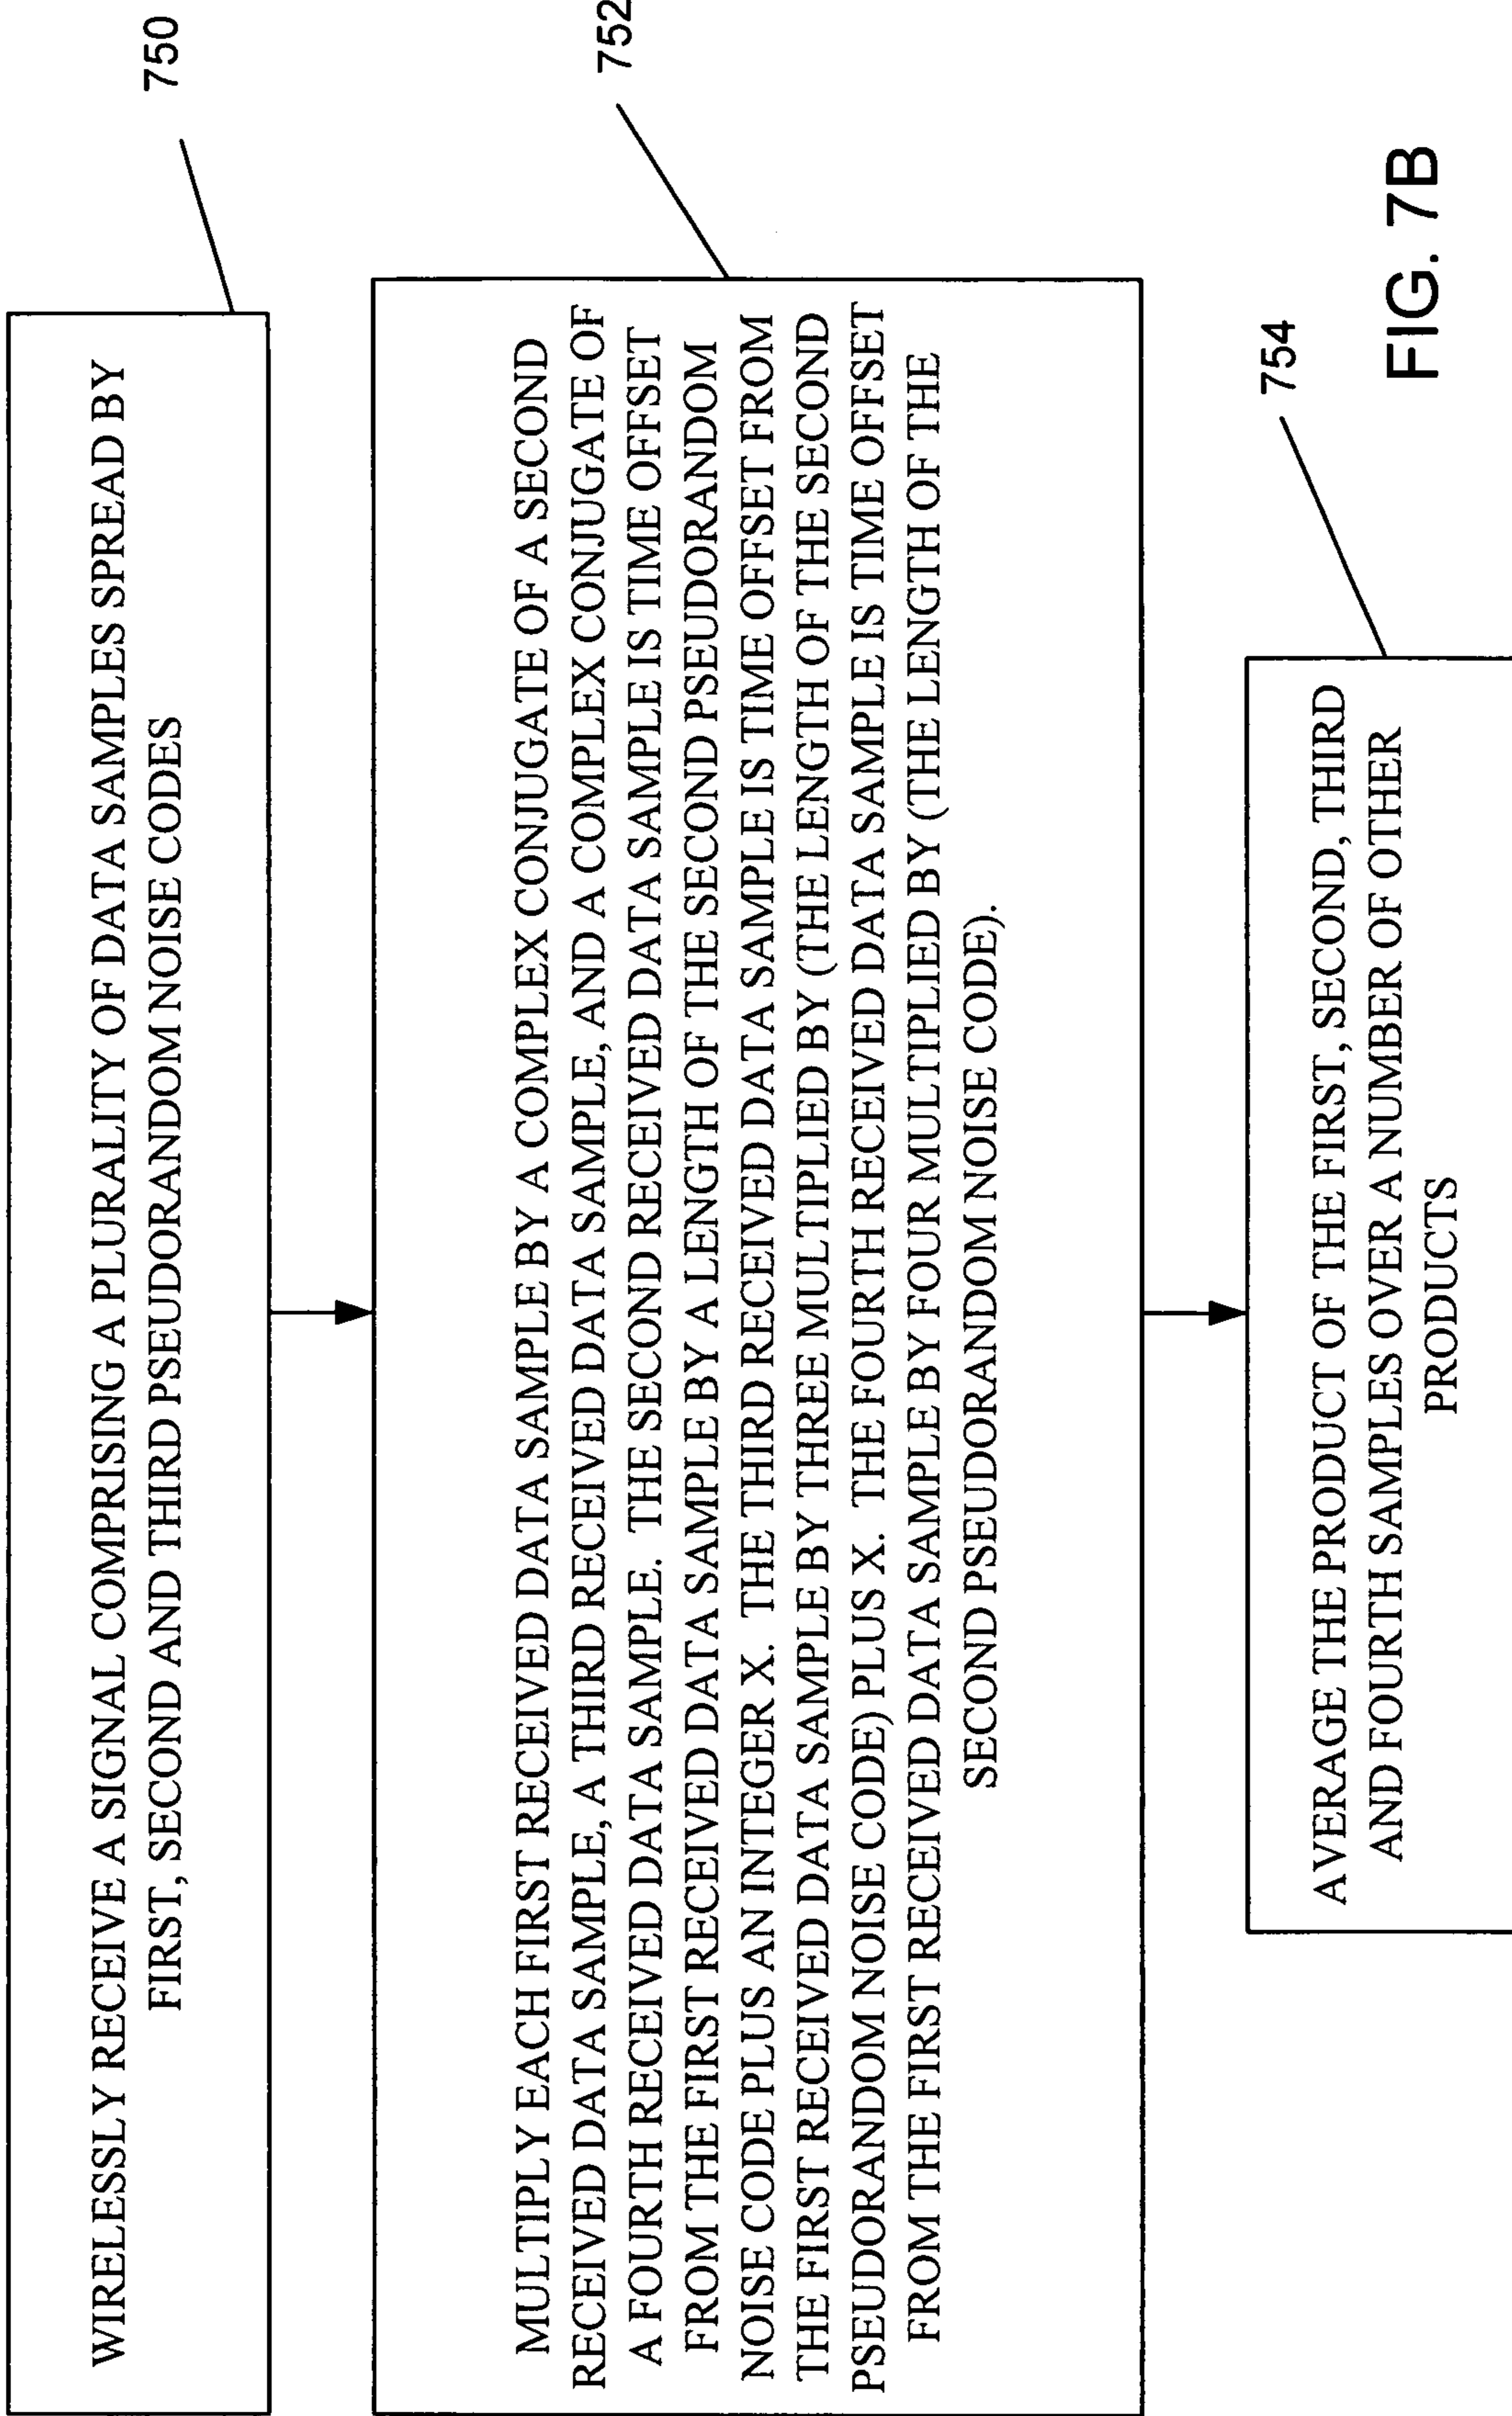 WIRELESSLY RECEIVE A SIGNAL COMPRISING A PLURALITY OF DATA SAMPLES SPREAD BY
FIRST, SECOND AND THIRD PSEUDORANDOM NOISE CODES
750
MULTIPLY EACH FIRST RECEIVED DATA SAMPLE BY A COMPLEX CONJUGATE OF A SECOND
RECEIVED DATA SAMPLE, A THIRD RECEIVED DATA SAMPLE, AND A COMPLEX CONJUGATE OF
A FOURTH RECEIVED DATA SAMPLE. THE SECOND RECEIVED DATA SAMPLE IS TIME OFFSET
FROM THE FIRST RECEIVED DATA SAMPLE BY A LENGTH OF THE SECOND PSEUDORANDOM
NOISE CODE PLUS AN INTEGER X. THE THIRD RECEIVED DATA SAMPLE IS TIME OFFSET FROM
THE FIRST RECEIVED DATA SAMPLE BY THREE MULTIPLIED BY (THE LENGTH OF THE SECOND
PSEUDORANDOM NOISE CODE) PLUS X. THE FOURTH RECEIVED DATA SAMPLE IS TIME OFFSET
FROM THE FIRST RECEIVED DATA SAMPLE BY FOUR MULTIPLIED BY (THE LENGTH OF THE
SECOND PSEUDORANDOM NOISE CODE).
752
AVERAGE THE PRODUCT OF THE FIRST, SECOND, THIRD
AND FOURTH SAMPLES OVER A NUMBER OF OTHER
PRODUCTS
754
FIG. 7B